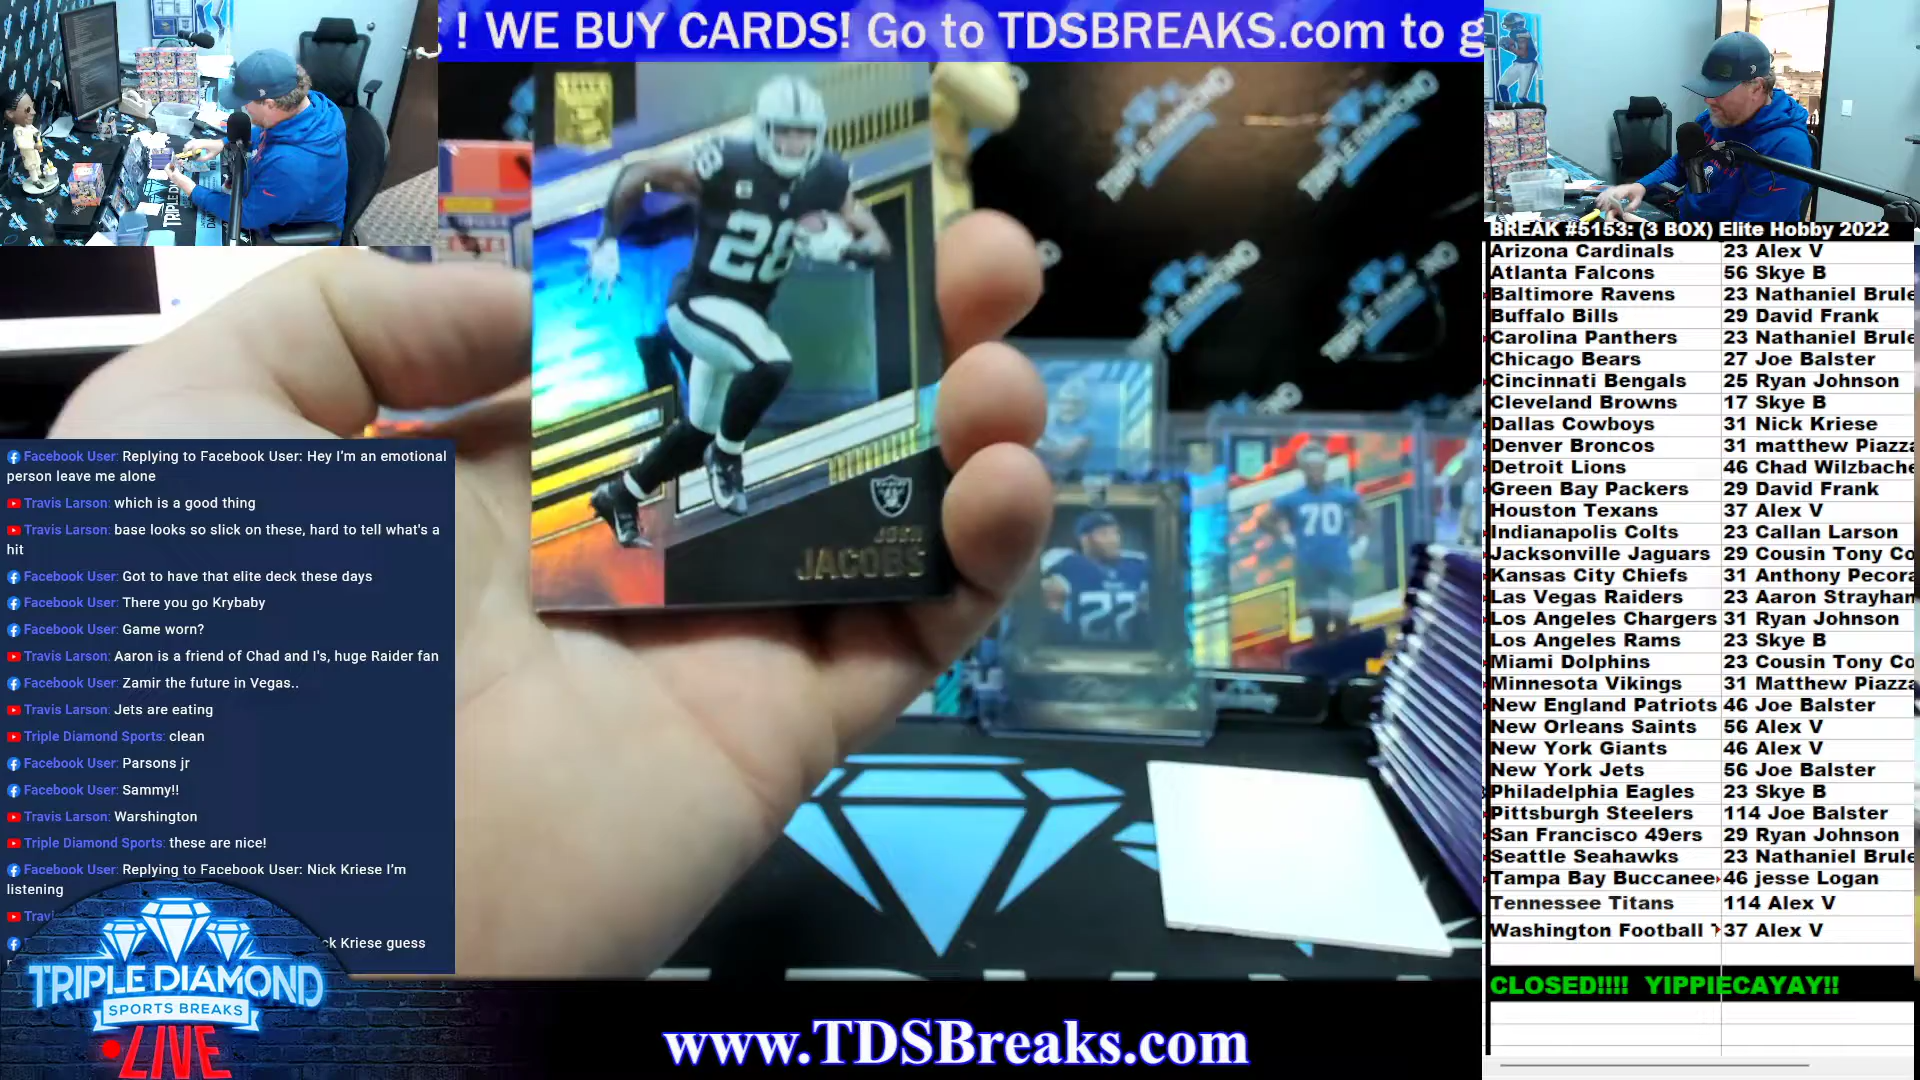 ! WE BUY CARDS! Go to TDSBREAKS.com to g
28
JOSH
JACOBS
22
70
TRIPLE DIAMOND
Facebook User: Replying to Facebook User: Hey I'm an emotional
person leave me alone
Travis Larson: which is a good thing
Travis Larson: base looks so slick on these, hard to tell what's a
hit
Facebook User: Got to have that elite deck these days
Facebook User: There you go Krybaby
Facebook User: Game worn?
Travis Larson: Aaron is a friend of Chad and I's, huge Raider fan
Facebook User: Zamir the future in Vegas..
Travis Larson: Jets are eating
Triple Diamond Sports: clean
Facebook User: Parsons jr
Facebook User: Sammy!!
Travis Larson: Warshington
Triple Diamond Sports: these are nice!
Facebook User: Replying to Facebook User: Nick Kriese I'm
listening
Travi
ck Kriese guess
TRIPLE DIAMOND
SPORTS BREAKS
LIVE
www.TDSBreaks.com
BREAK #5153: (3 BOX) Elite Hobby 2022
Arizona Cardinals 23 Alex V
Atlanta Falcons 56 Skye B
Baltimore Ravens 23 Nathaniel Brule
Buffalo Bills 29 David Frank
Carolina Panthers 23 Nathaniel Brule
Chicago Bears 27 Joe Balster
Cincinnati Bengals 25 Ryan Johnson
Cleveland Browns 17 Skye B
Dallas Cowboys 31 Nick Kriese
Denver Broncos 31 matthew Piazza
Detroit Lions 46 Chad Wilzbache
Green Bay Packers 29 David Frank
Houston Texans 37 Alex V
Indianapolis Colts 23 Callan Larson
Jacksonville Jaguars 29 Cousin Tony Co
Kansas City Chiefs 31 Anthony Pecora
Las Vegas Raiders 23 Aaron Strayhan
Los Angeles Chargers 31 Ryan Johnson
Los Angeles Rams 23 Skye B
Miami Dolphins 23 Cousin Tony Co
Minnesota Vikings 31 Matthew Piazza
New England Patriots 46 Joe Balster
New Orleans Saints 56 Alex V
New York Giants 46 Alex V
New York Jets 56 Joe Balster
Philadelphia Eagles 23 Skye B
Pittsburgh Steelers 114 Joe Balster
San Francisco 49ers 29 Ryan Johnson
Seattle Seahawks 23 Nathaniel Brule
Tampa Bay Buccanee 46 jesse Logan
Tennessee Titans 114 Alex V
Washington Football T 37 Alex V
CLOSED!!!! YIPPIECAYAY!!